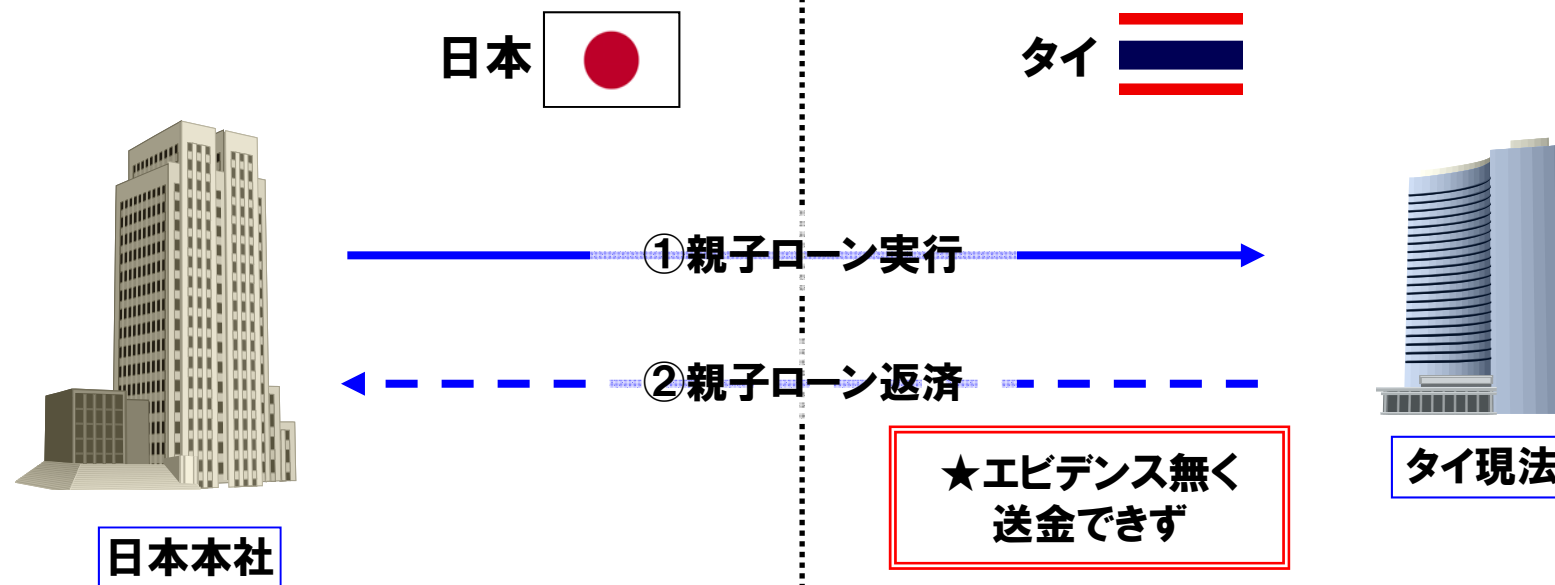 日本
タイ
①親子ローン実行
②親子ローン返済
★エビデンス無く
送金できず
タイ現法
日本本社